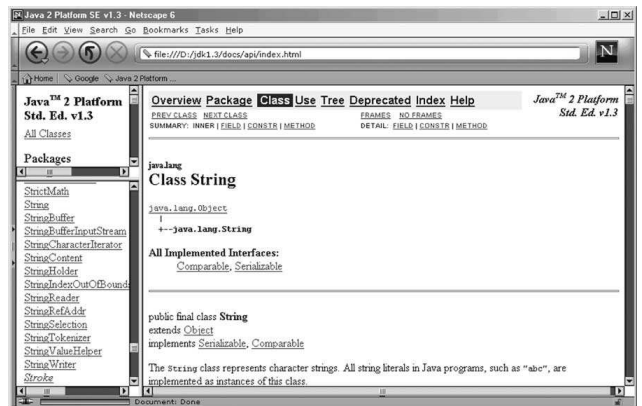 Java 2 Platform SE v1.3 - Netscape 6
File Edit View Search Go Bookmarks Tasks Help
file:///D:/jdk1.3/docs/api/index.html
N
Home Google Java 2 Platform ...
Java™ 2 Platform
Std. Ed. v1.3
All Classes
Packages
StrictMath
String
StringBuffer
StringBufferInputStream
StringCharacterIterator
StringContent
StringHolder
StringIndexOutOfBounds
StringReader
StringRefAddr
StringSelection
StringTokenizer
StringValueHelper
StringWriter
Stroke
Overview Package Class Use Tree Deprecated Index Help
PREV CLASS NEXT CLASS
FRAMES NO FRAMES
SUMMARY: INNER | FIELD | CONSTR | METHOD
DETAIL: FIELD | CONSTR | METHOD
Java™ 2 Platform
Std. Ed. v1.3
java.lang
Class String
java.lang.Object
|
+--java.lang.String
All Implemented Interfaces:
Comparable, Serializable
public final class String
extends Object
implements Serializable, Comparable
The String class represents character strings. All string literals in Java programs, such as "abc", are
implemented as instances of this class.
Document: Done